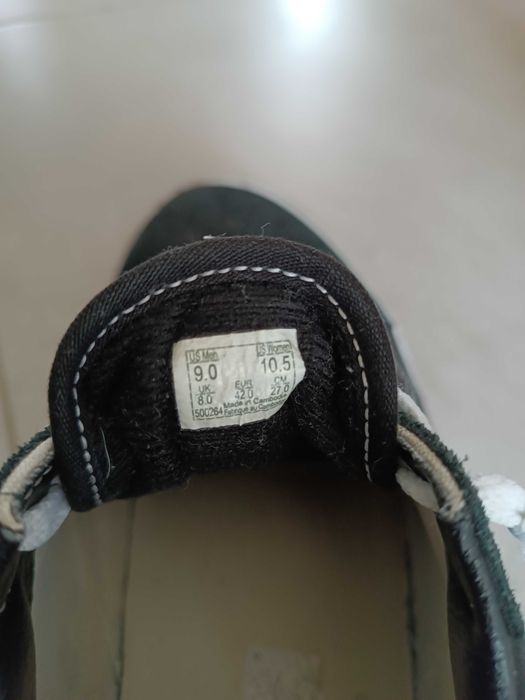 US Men US Women
9.0 10.5
UK EUR CM
8.0 42.0 27.0
Made in Cambodia
500264 Fabrique au Cambodge